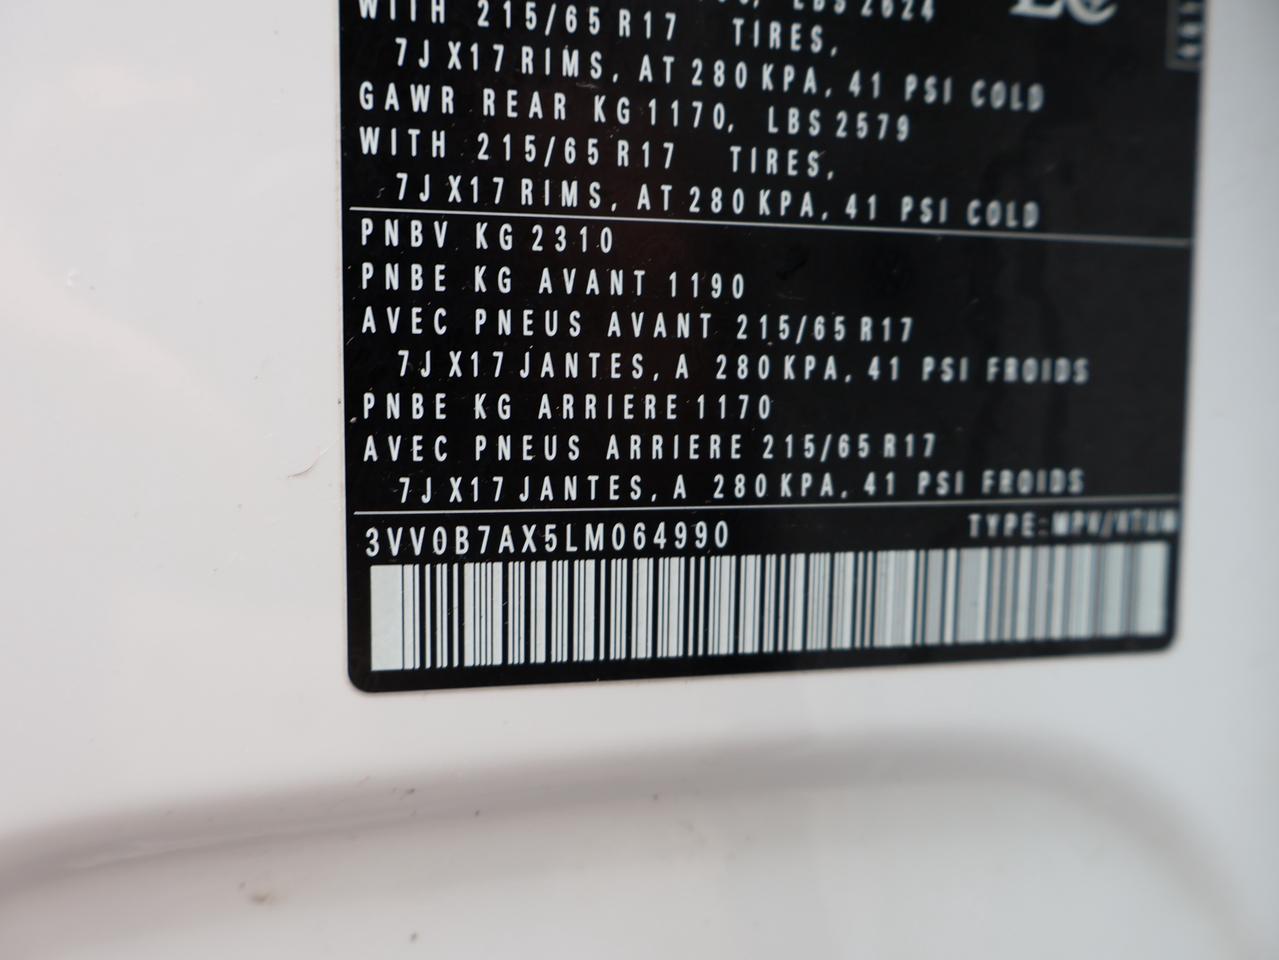 LBS 2624
WITH 215/65 R17 TIRES,
7J X17 RIMS, AT 280 KPA, 41 PSI COLD
GAWR REAR KG 1170, LBS 2579
WITH 215/65 R17 TIRES,
7J X17 RIMS, AT 280 KPA, 41 PSI COLD
PNBV KG 2310
PNBE KG AVANT 1190
AVEC PNEUS AVANT 215/65 R17
7J X17 JANTES, A 280 KPA, 41 PSI FROIDS
PNBE KG ARRIERE 1170
AVEC PNEUS ARRIERE 215/65 R17
7J X17 JANTES, A 280 KPA, 41 PSI FROIDS
3VV0B7AX5LM064990 TYPE: